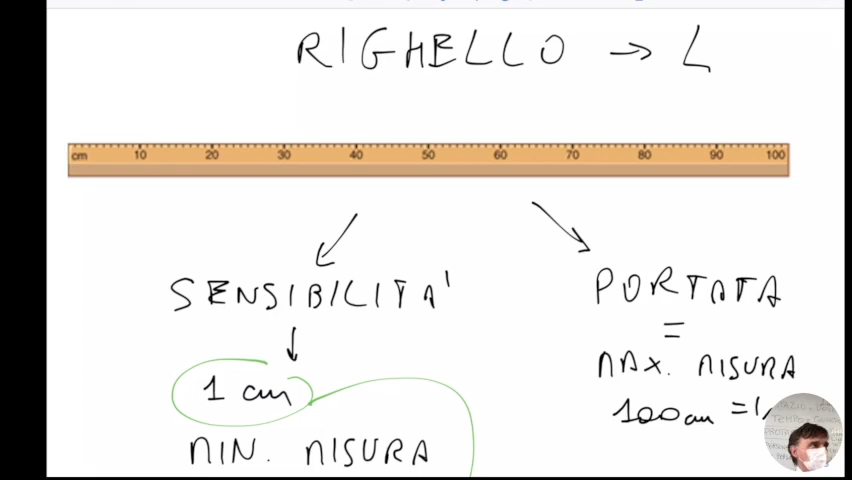 RIGHELLO → L
cm 10 20 30 40 50 60 70 80 90 100
SENSIBILITA'
↓
1 cm
MIN. MISURA
PORTATA
=
MAX. MISURA
100 cm =